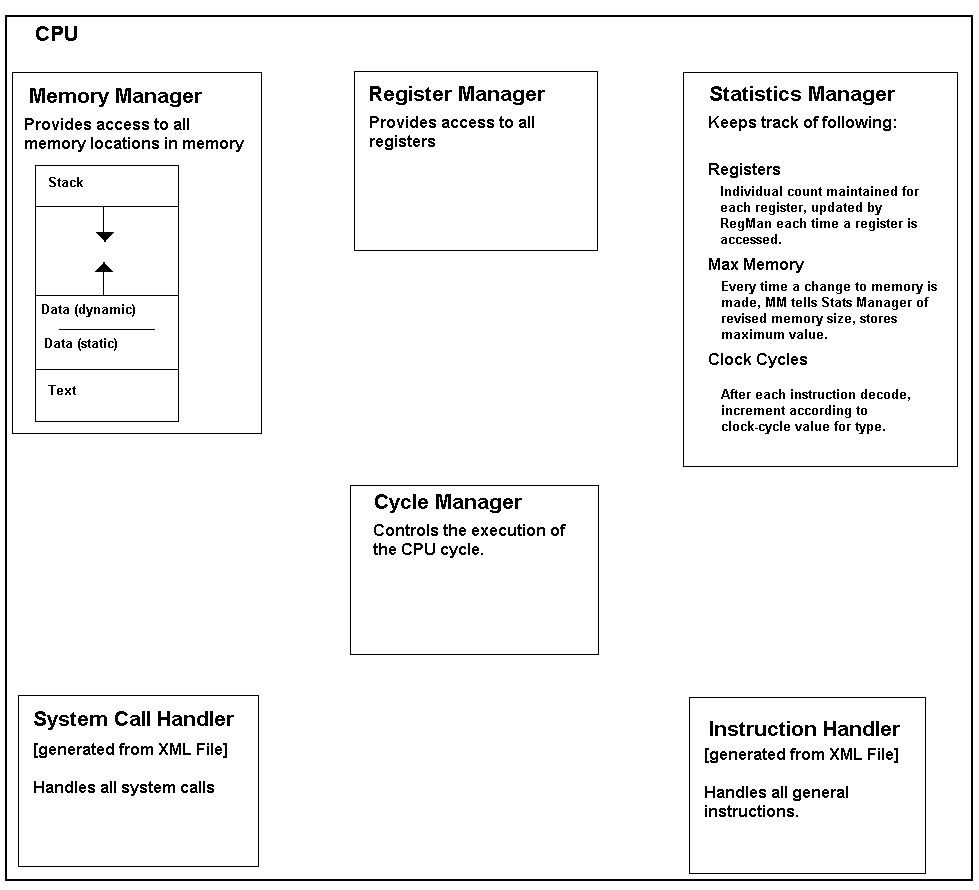 CPU
Memory Manager
Provides access to all
memory locations in memory
Stack
Data (dynamic)
Data (static)
Text
Register Manager
Provides access to all
registers
Statistics Manager
Keeps track of following:
Registers
Individual count maintained for
each register, updated by
RegMan each time a register is
accessed.
Max Memory
Every time a change to memory is
made, MM tells Stats Manager of
revised memory size, stores
maximum value.
Clock Cycles
After each instruction decode,
increment according to
clock-cycle value for type.
Cycle Manager
Controls the execution of
the CPU cycle.
System Call Handler
[generated from XML File]
Handles all system calls
Instruction Handler
[generated from XML File]
Handles all general
instructions.